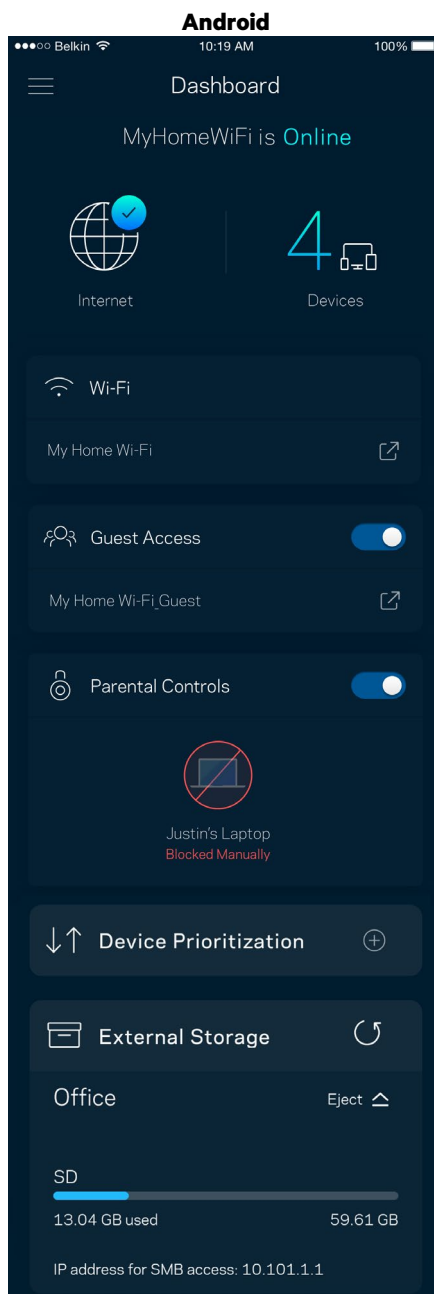 Android
Belkin 10:19 AM 100%
Dashboard
MyHomeWiFi is Online
4
Internet Devices
Wi-Fi
My Home Wi-Fi
Guest Access
My Home Wi-Fi_Guest
Parental Controls
Justin's Laptop
Blocked Manually
Device Prioritization
External Storage
Office Eject
SD
13.04 GB used 59.61 GB
IP address for SMB access: 10.101.1.1